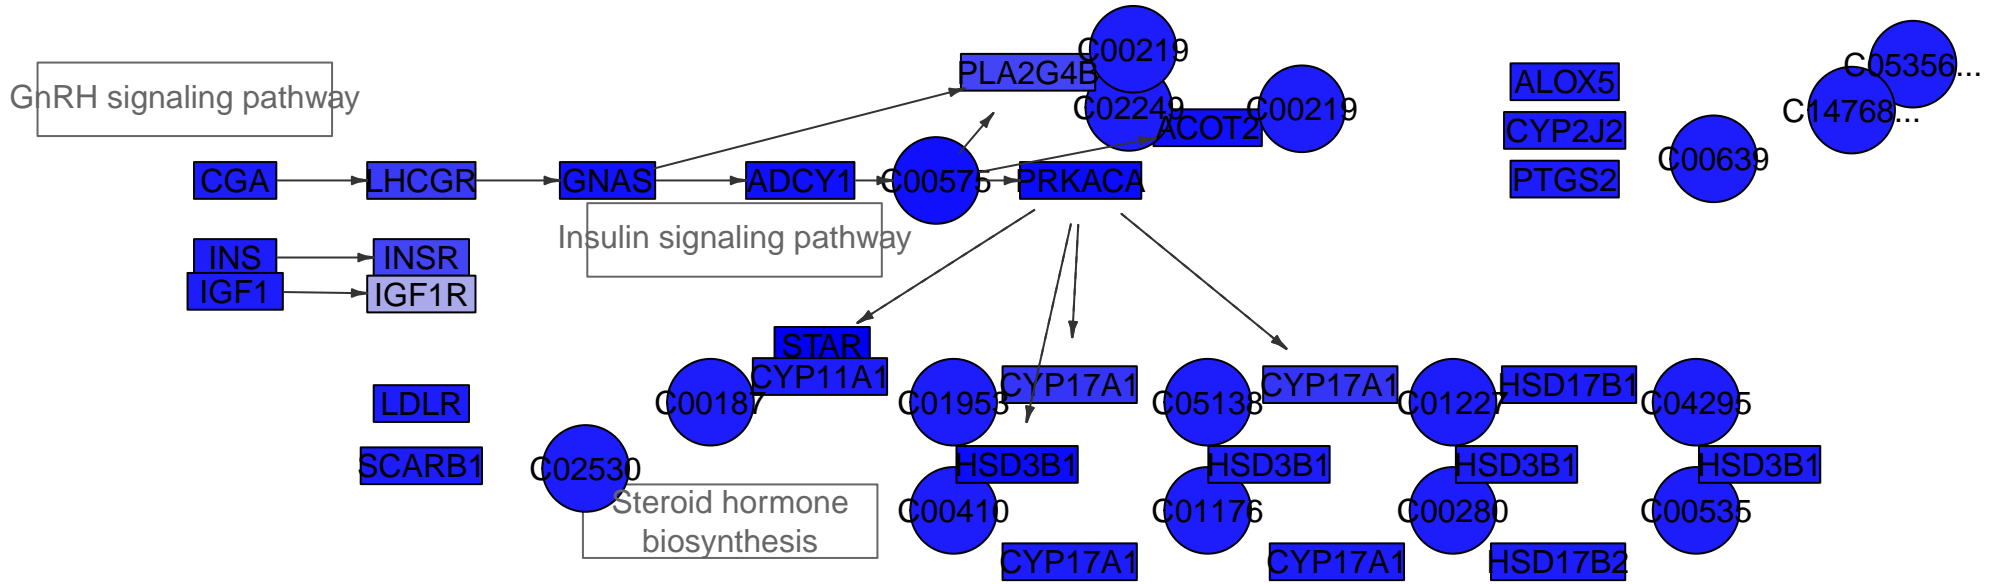 C00219
C05356...
PLA2G4B
ALOX5
GnRH signaling pathway
C02249
C00219
C14768...
ACOT2
CYP2J2
C00639
CGA
LHCGR
GNAS
ADCY1
C00575
PRKACA
PTGS2
INS
INSR
Insulin signaling pathway
IGF1
IGF1R
STAR
CYP11A1
CYP17A1
CYP17A1
HSD17B1
LDLR
C00187
C01953
C05138
C01227
C04295
SCARB1
C02530
HSD3B1
HSD3B1
HSD3B1
HSD3B1
Steroid hormone
biosynthesis
C00410
C01176
C00280
C00535
CYP17A1
CYP17A1
HSD17B2